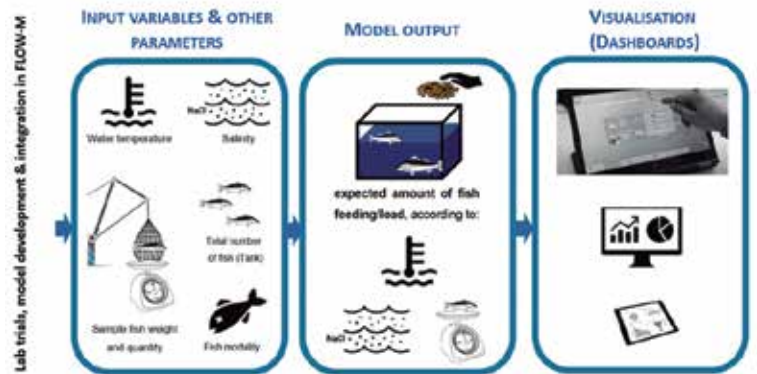 Lab trials, model development & integration in FLOW-M
INPUT VARIABLES & OTHER
PARAMETERS
Water temperature
NaCl
Salinity
Total number
of fish (Tank)
Sample fish weight
and quantity
Fish mortality
MODEL OUTPUT
expected amount of fish
feeding/load, according to:
NaCl
VISUALISATION
(DASHBOARDS)